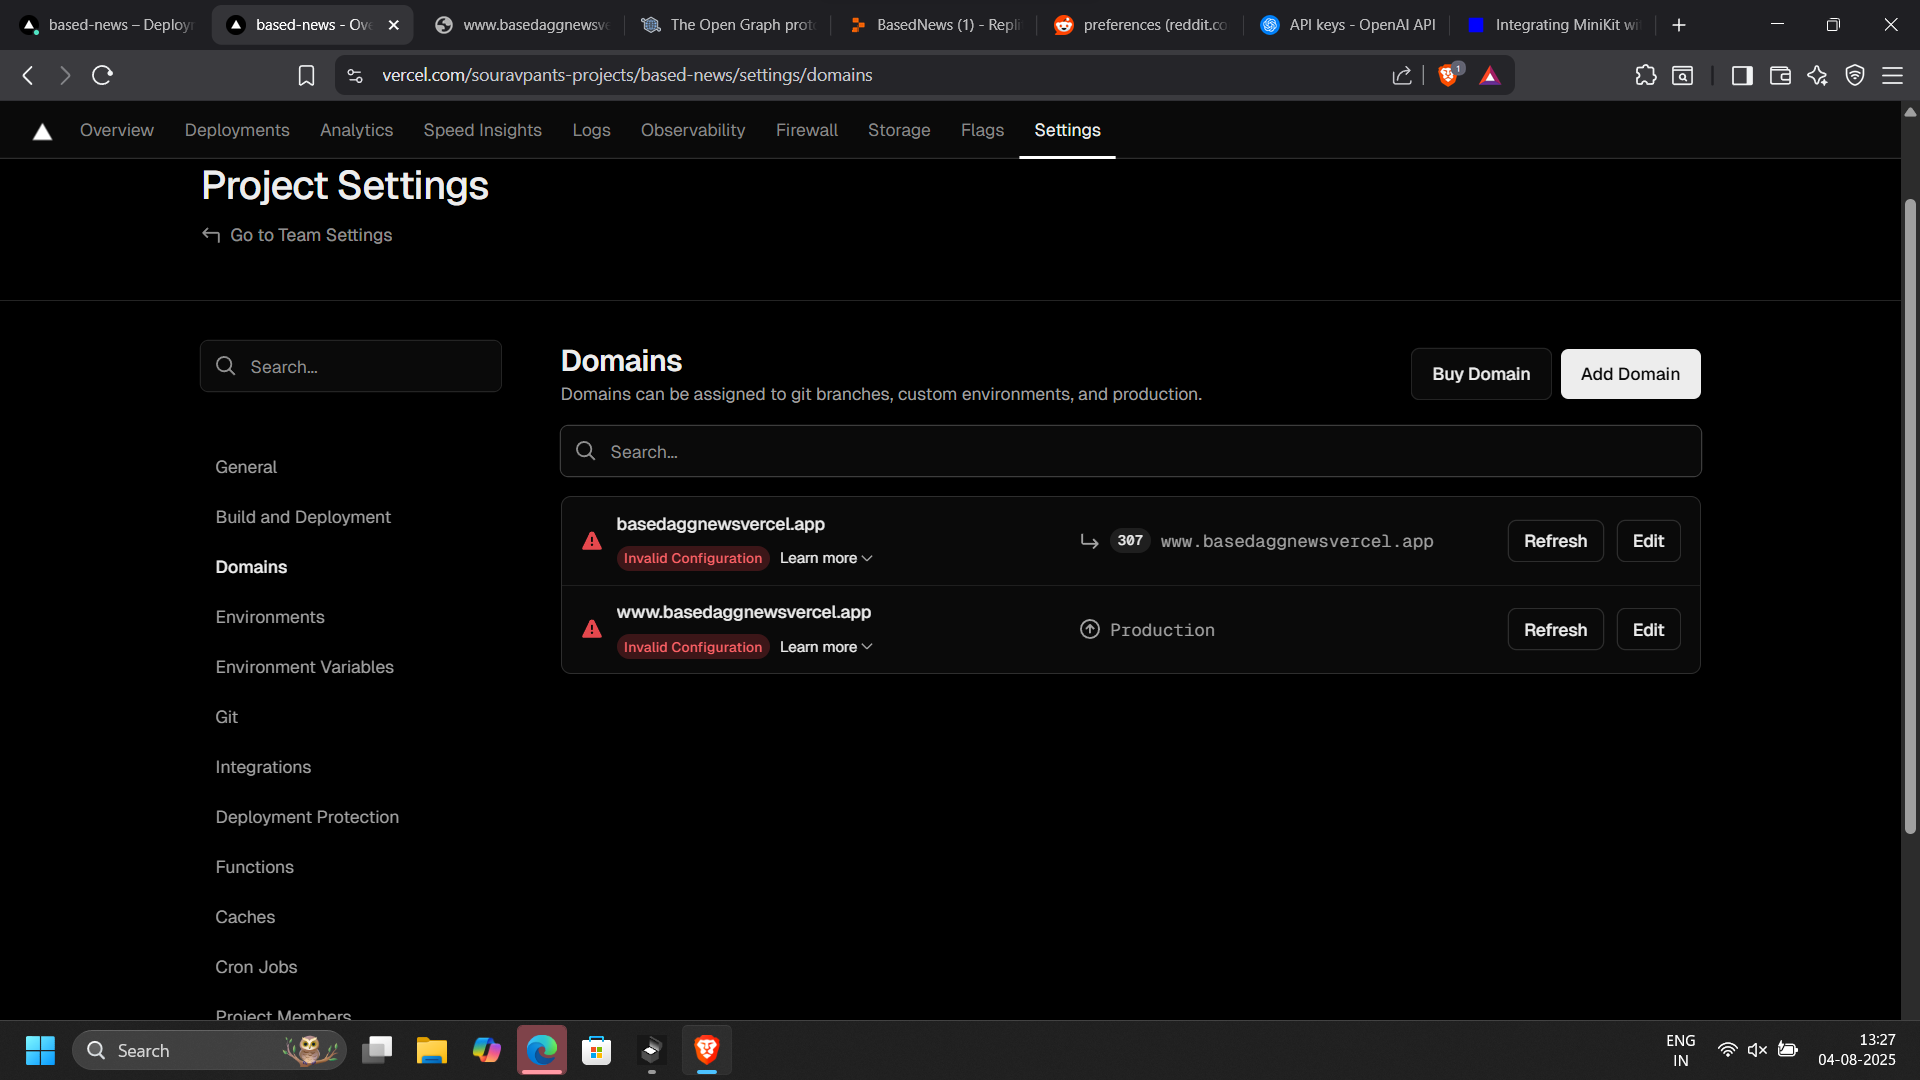 based-news – Deploy
based-news - Ove
www.basedaggnewsve
The Open Graph prot
BasedNews (1) - Repli
preferences (reddit.co
API keys - OpenAI API
Integrating MiniKit wi
vercel.com/souravpants-projects/based-news/settings/domains
1
Overview
Deployments
Analytics
Speed Insights
Logs
Observability
Firewall
Storage
Flags
Settings
Project Settings
Go to Team Settings
Search...
General
Build and Deployment
Domains
Environments
Environment Variables
Git
Integrations
Deployment Protection
Functions
Caches
Cron Jobs
Project Members
Domains
Domains can be assigned to git branches, custom environments, and production.
Buy Domain
Add Domain
Search...
basedaggnewsvercel.app
Invalid Configuration
Learn more
307
www.basedaggnewsvercel.app
Refresh
Edit
www.basedaggnewsvercel.app
Invalid Configuration
Learn more
Production
Refresh
Edit
Search
ENG
IN
13:27
04-08-2025